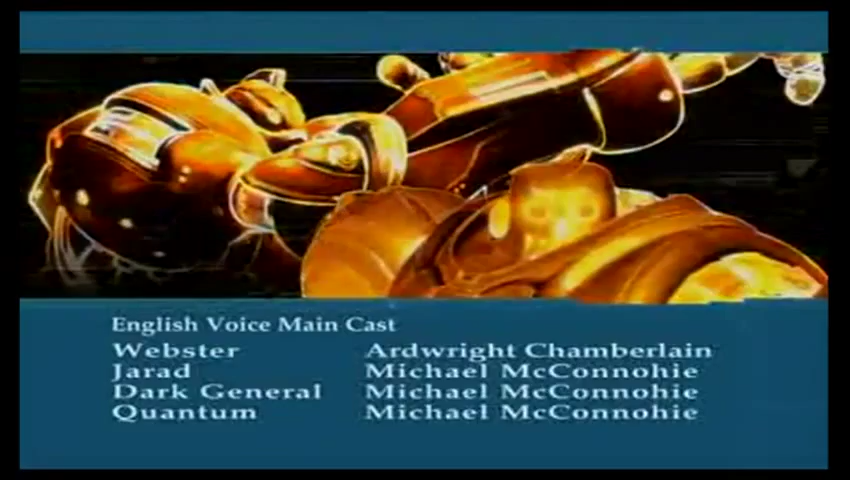 English Voice Main Cast
Webster Ardwright Chamberlain
Jarad Michael McConnohie
Dark General Michael McConnohie
Quantum Michael McConnohie